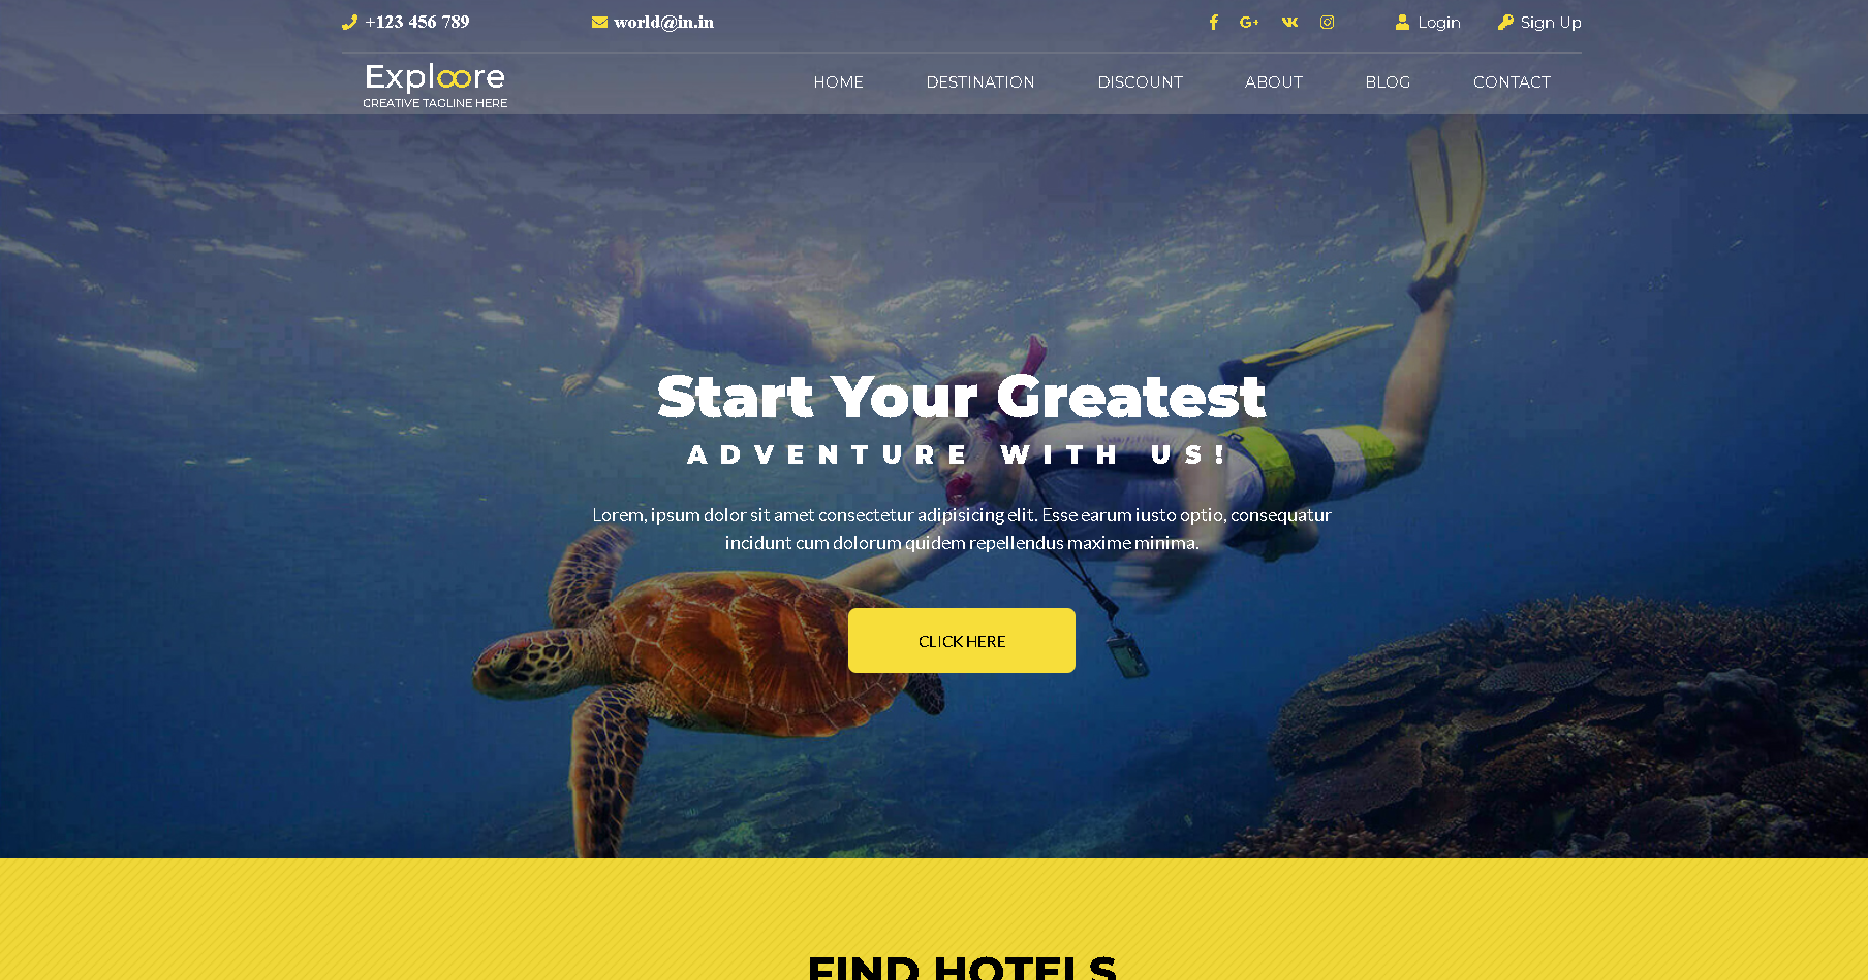 +123 456 789
world@in.in
Login
Sign Up
Exploore
CREATIVE TAGLINE HERE
HOME
DESTINATION
DISCOUNT
ABOUT
BLOG
CONTACT
Start Your Greatest
ADVENTURE WITH US!
Lorem, ipsum dolor sit amet consectetur adipisicing elit. Esse earum iusto optio, consequatur
incidunt cum dolorum quidem repellendus maxime minima.
CLICK HERE
FIND HOTELS